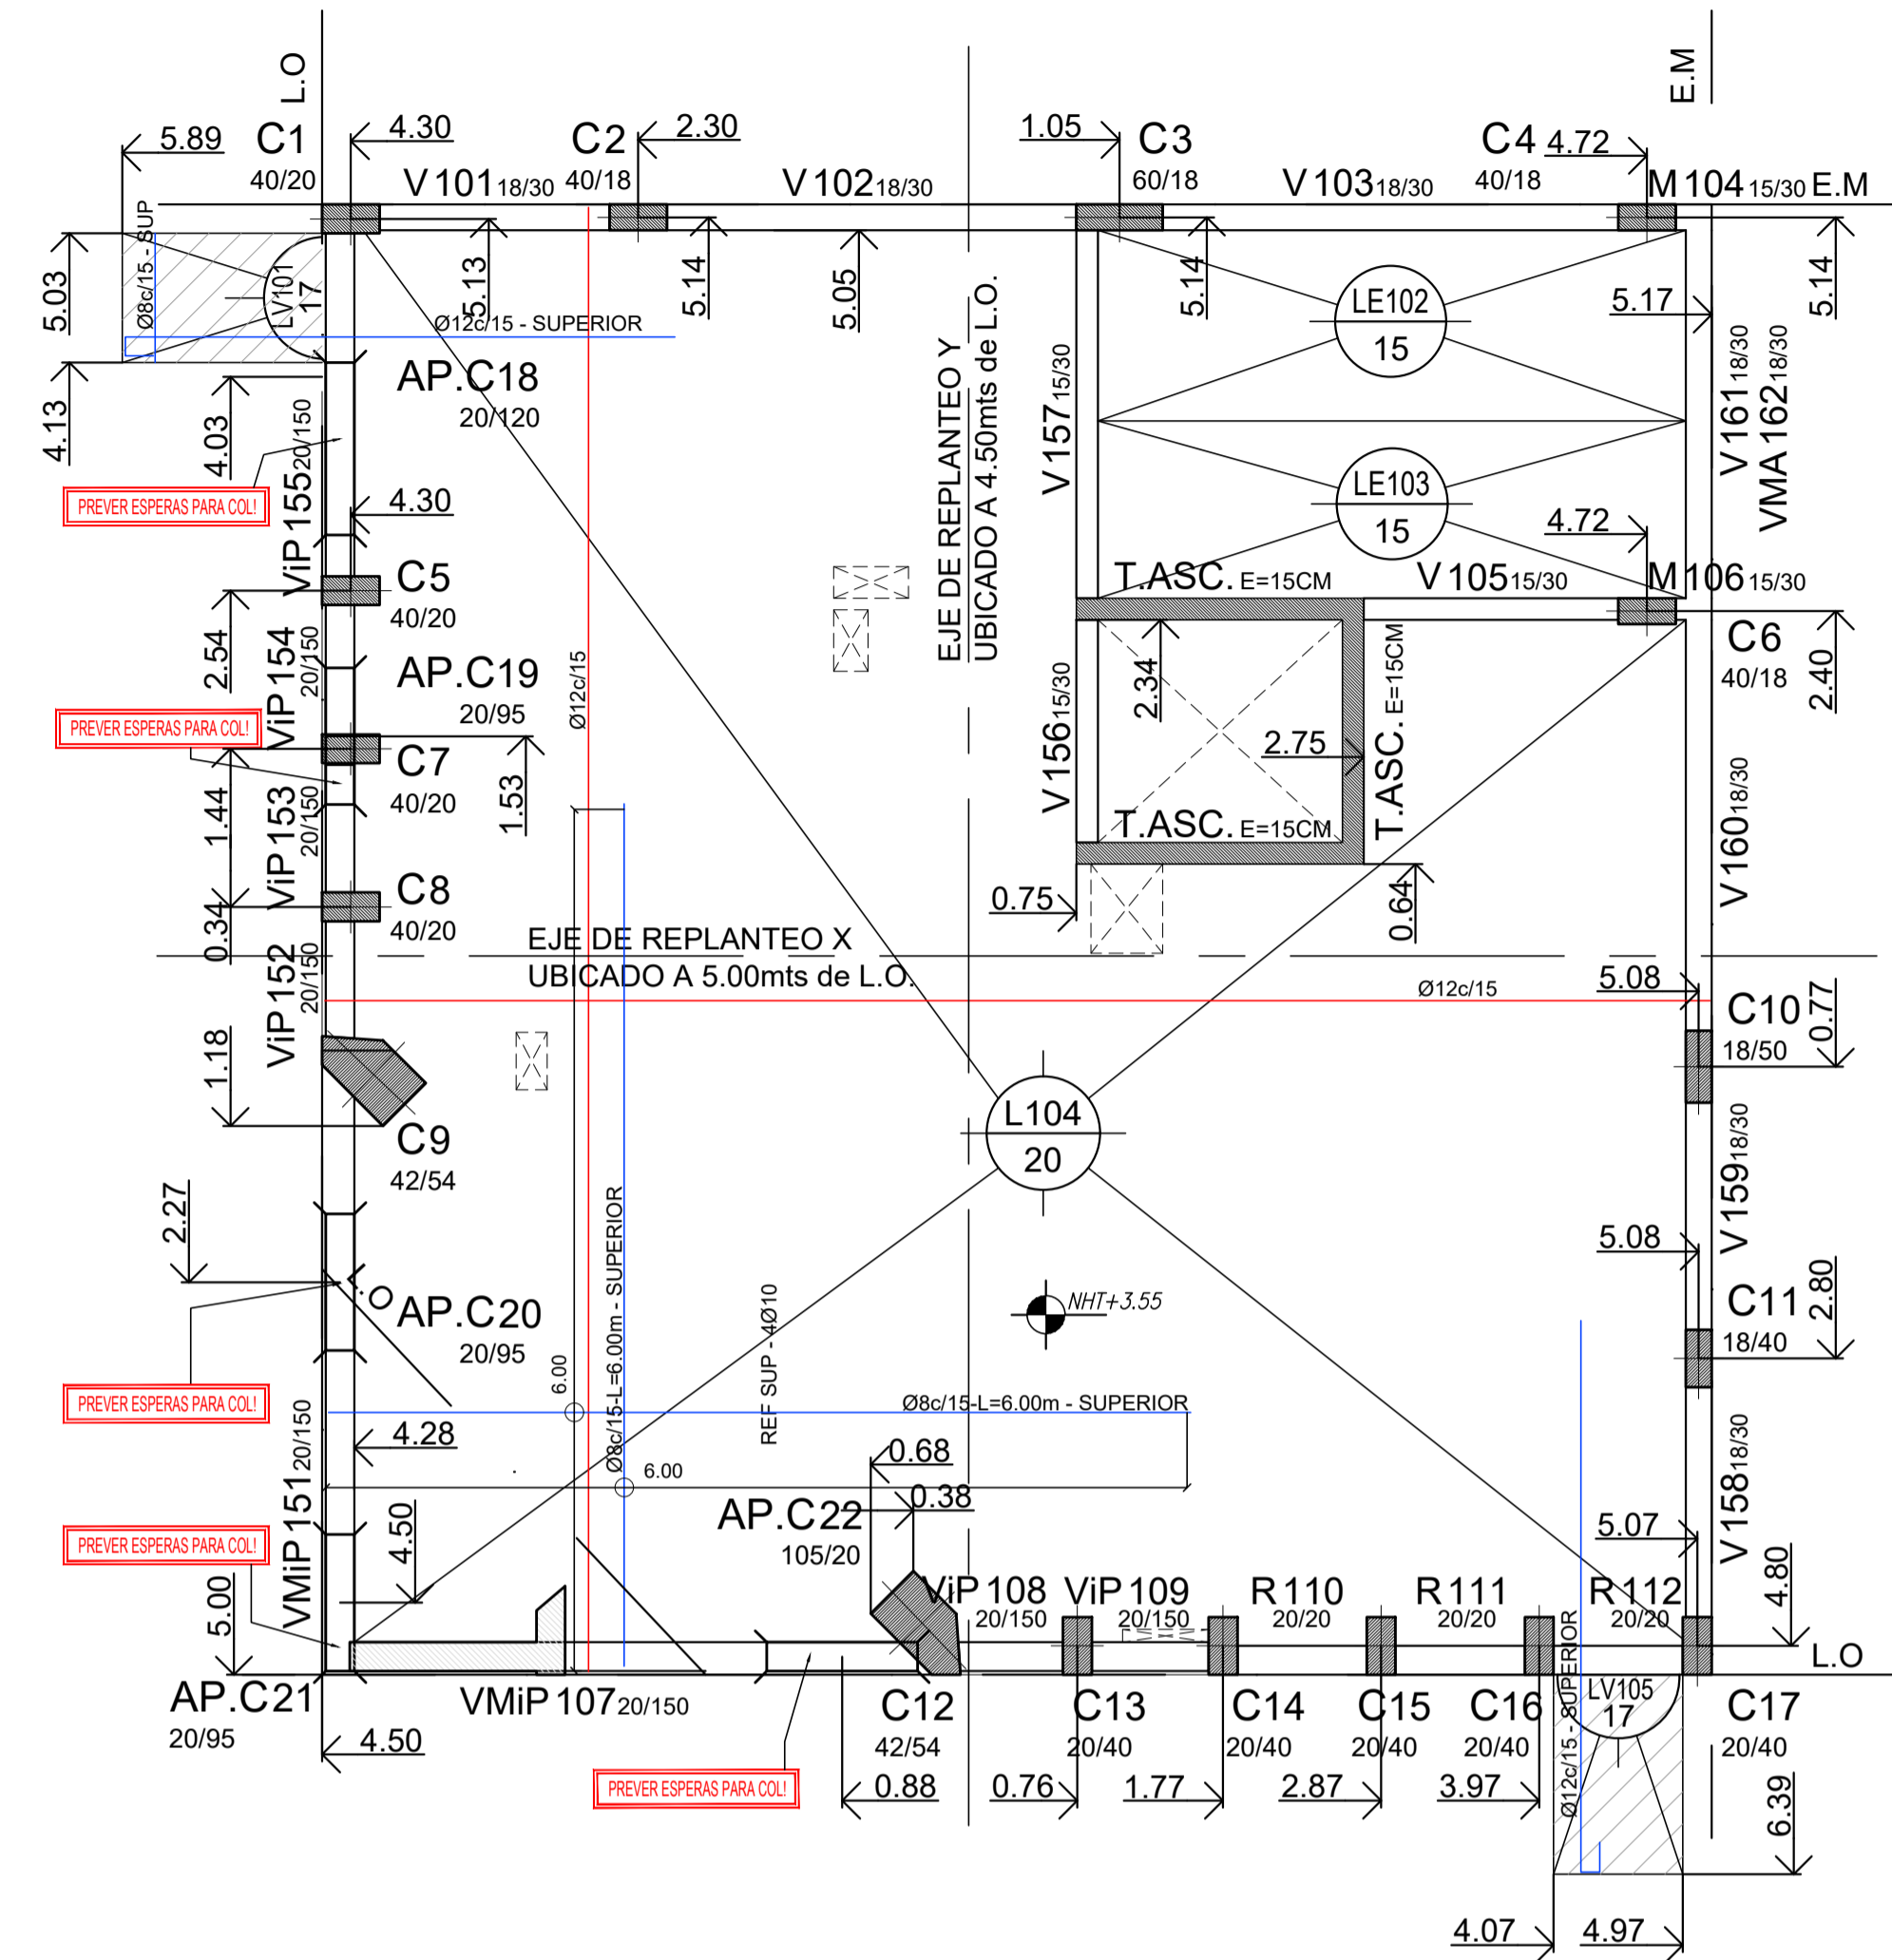 L.O
E.M
5.89
C1
40/20
4.30
C2
40/18
2.30
1.05
C3
60/18
C4
40/18
4.72
V101 18/30
V102 18/30
V103 18/30
M104 15/30 E.M
Ø8c/15 - SUP
LV101
17
5.03
4.13
5.13
5.14
5.05
5.14
5.14
5.17
Ø12c/15 - SUPERIOR
EJE DE REPLANTEO Y
UBICADO A 4.50mts de L.O.
LE102
15
LE103
15
V157 15/30
V161 18/30
VMA162 18/30
AP.C18
20/120
4.03
ViP155 20/150
PREVER ESPERAS PARA COL!
4.30
C5
40/20
4.72
T.ASC. E=15CM
V105 15/30
M106 15/30
C6
40/18
2.40
2.54
ViP154
20/150
AP.C19
20/95
Ø12c/15
PREVER ESPERAS PARA COL!
C7
40/20
1.53
1.44
ViP153
20/150
V156 15/30
2.34
2.75
T.ASC. E=15CM
T.ASC. E=15CM
V160 18/30
C8
40/20
0.34
ViP152
20/150
0.75
0.64
EJE DE REPLANTEO X
UBICADO A 5.00mts de L.O.
Ø12c/15
5.08
C10
18/50
0.77
1.18
C9
42/54
L104
20
V159 18/30
2.27
L.O
AP.C20
20/95
NHT+3.55
5.08
C11
18/40
2.80
PREVER ESPERAS PARA COL!
6.00
Ø8c/15-L=6.00m - SUPERIOR
REF SUP - 4Ø10
Ø8c/15-L=6.00m - SUPERIOR
4.28
VMiP151 20/150
0.68
6.00
0.38
V158 18/30
AP.C22
105/20
4.50
5.07
4.80
PREVER ESPERAS PARA COL!
5.00
ViP108
20/150
ViP109
20/150
R110
20/20
R111
20/20
R112
20/20
L.O
AP.C21
20/95
VMiP107 20/150
4.50
C12
42/54
C13
20/40
C14
20/40
C15
20/40
C16
20/40
Ø12c/15 - SUPERIOR
LV105
17
C17
20/40
PREVER ESPERAS PARA COL!
0.88
0.76
1.77
2.87
3.97
6.39
4.07
4.97